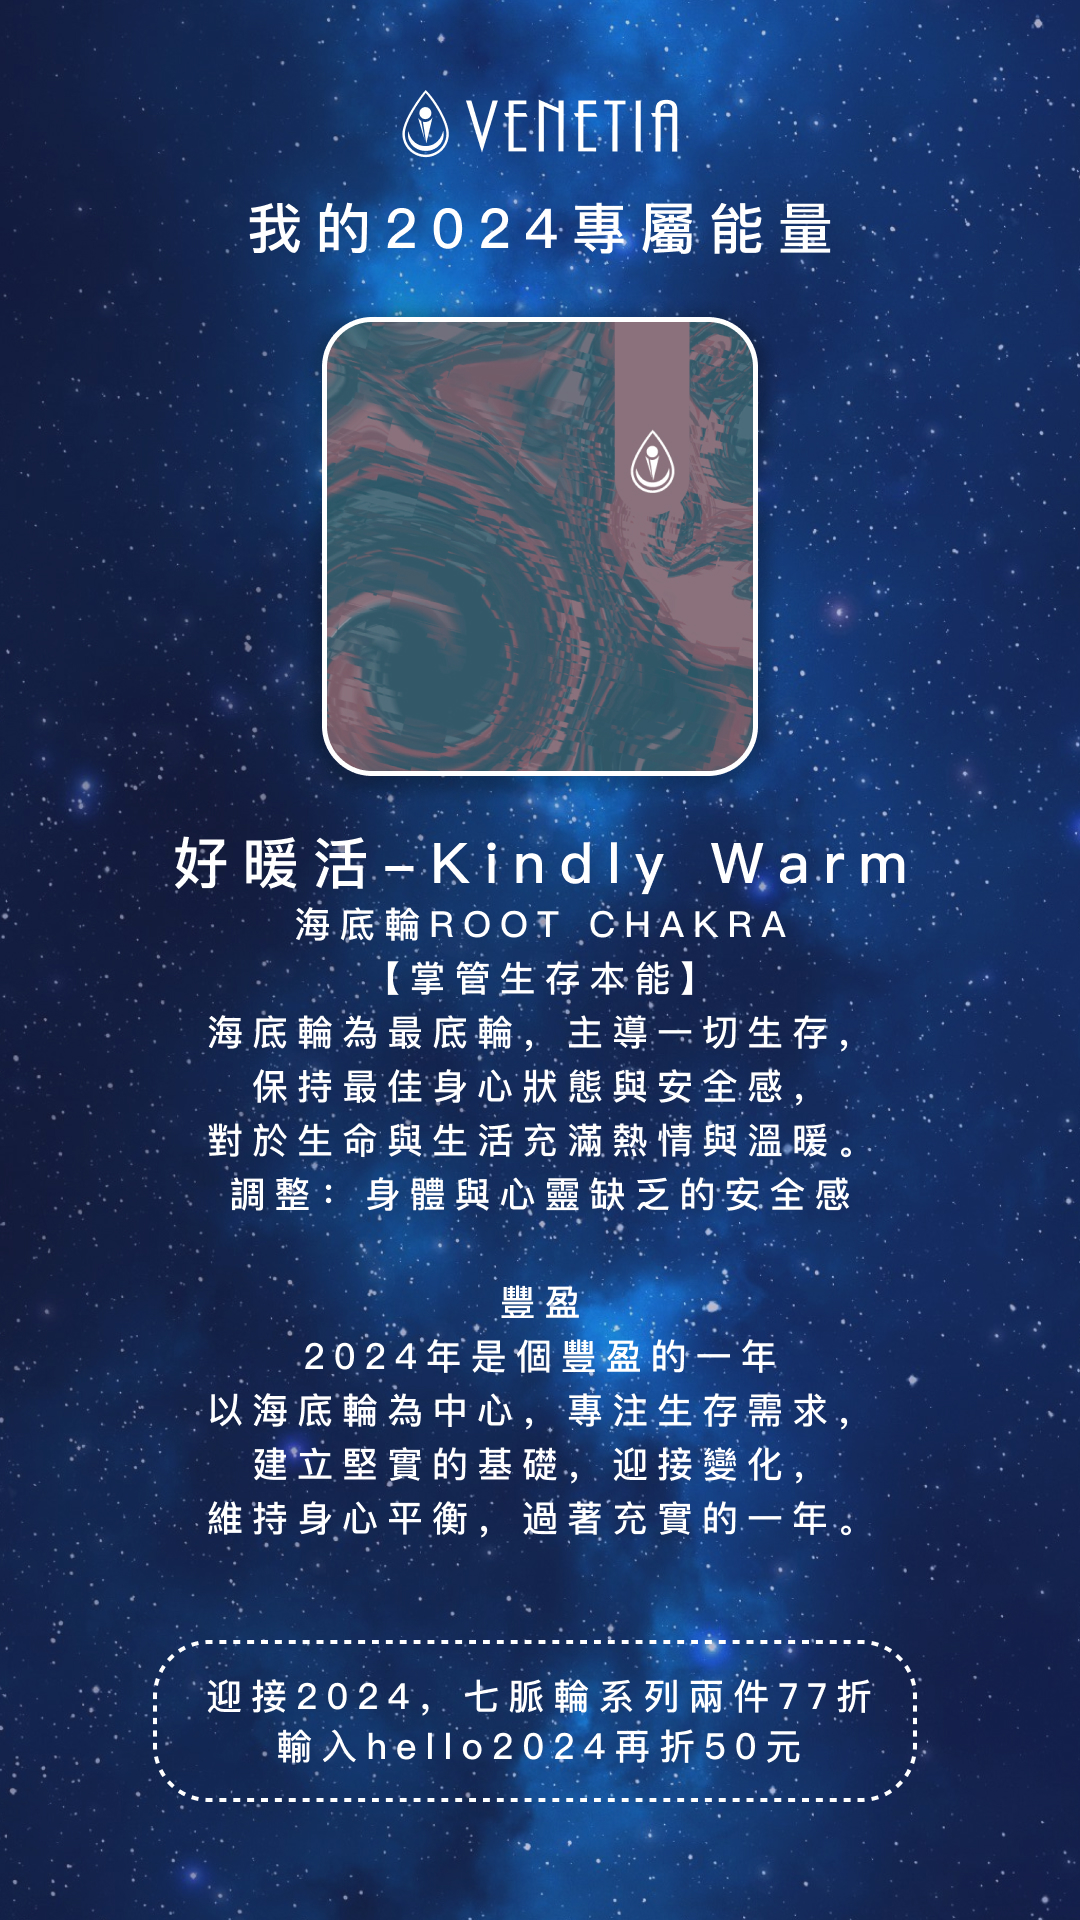 VENETIA
我的2024專屬能量
好暖活–Kindly Warm
海底輪ROOT CHAKRA
【掌管生存本能】
海底輪為最底輪，主導一切生存，
保持最佳身心狀態與安全感，
對於生命與生活充滿熱情與溫暖。
調整：身體與心靈缺乏的安全感
豐盈
2024年是個豐盈的一年
以海底輪為中心，專注生存需求，
建立堅實的基礎，迎接變化，
維持身心平衡，過著充實的一年。
迎接2024，七脈輪系列兩件77折
輸入hello2024再折50元